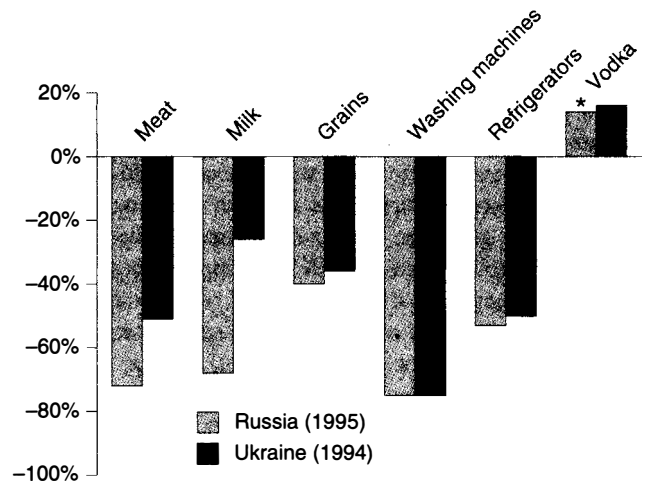 Meat
Milk
Grains
Washing machines
Refrigerators
Vodka
20%
*
0%
–20%
–40%
–60%
–80%
–100%
Russia (1995)
Ukraine (1994)